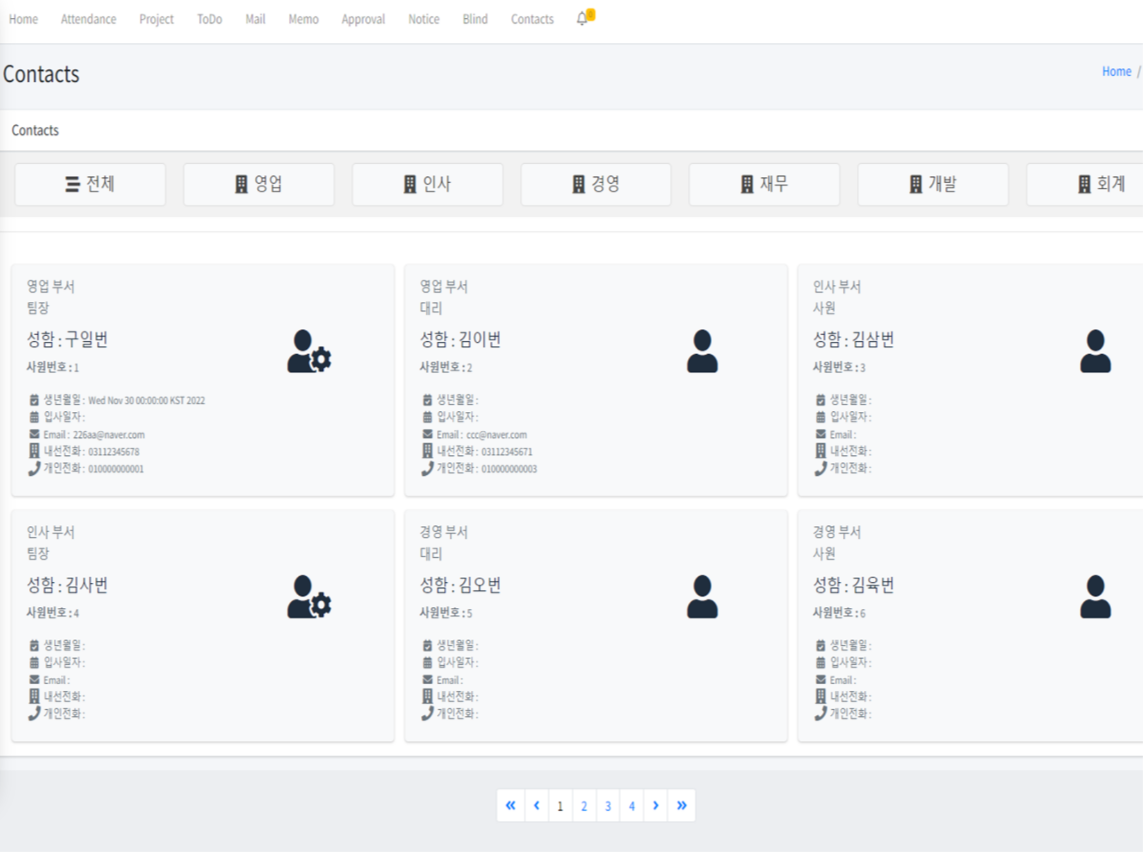 Home Attendance Project ToDo Mail Memo Approval Notice Blind Contacts
Contacts
Home /
Contacts
전체 영업 인사 경영 재무 개발 회계
영업 부서
팀장
성함 : 구일번
사원번호 : 1
생년월일 : Wed Nov 30 00:00:00 KST 2022
입사일자 :
Email : 226aa@naver.com
내선전화 : 03112345678
개인전화 : 010000000001
영업 부서
대리
성함 : 김이번
사원번호 : 2
생년월일 :
입사일자 :
Email : ccc@naver.com
내선전화 : 03112345671
개인전화 : 010000000003
인사 부서
사원
성함 : 김삼번
사원번호 : 3
생년월일 :
입사일자 :
Email :
내선전화 :
개인전화 :
인사 부서
팀장
성함 : 김사번
사원번호 : 4
생년월일 :
입사일자 :
Email :
내선전화 :
개인전화 :
경영 부서
대리
성함 : 김오번
사원번호 : 5
생년월일 :
입사일자 :
Email :
내선전화 :
개인전화 :
경영 부서
사원
성함 : 김육번
사원번호 : 6
생년월일 :
입사일자 :
Email :
내선전화 :
개인전화 :
« ‹ 1 2 3 4 › »